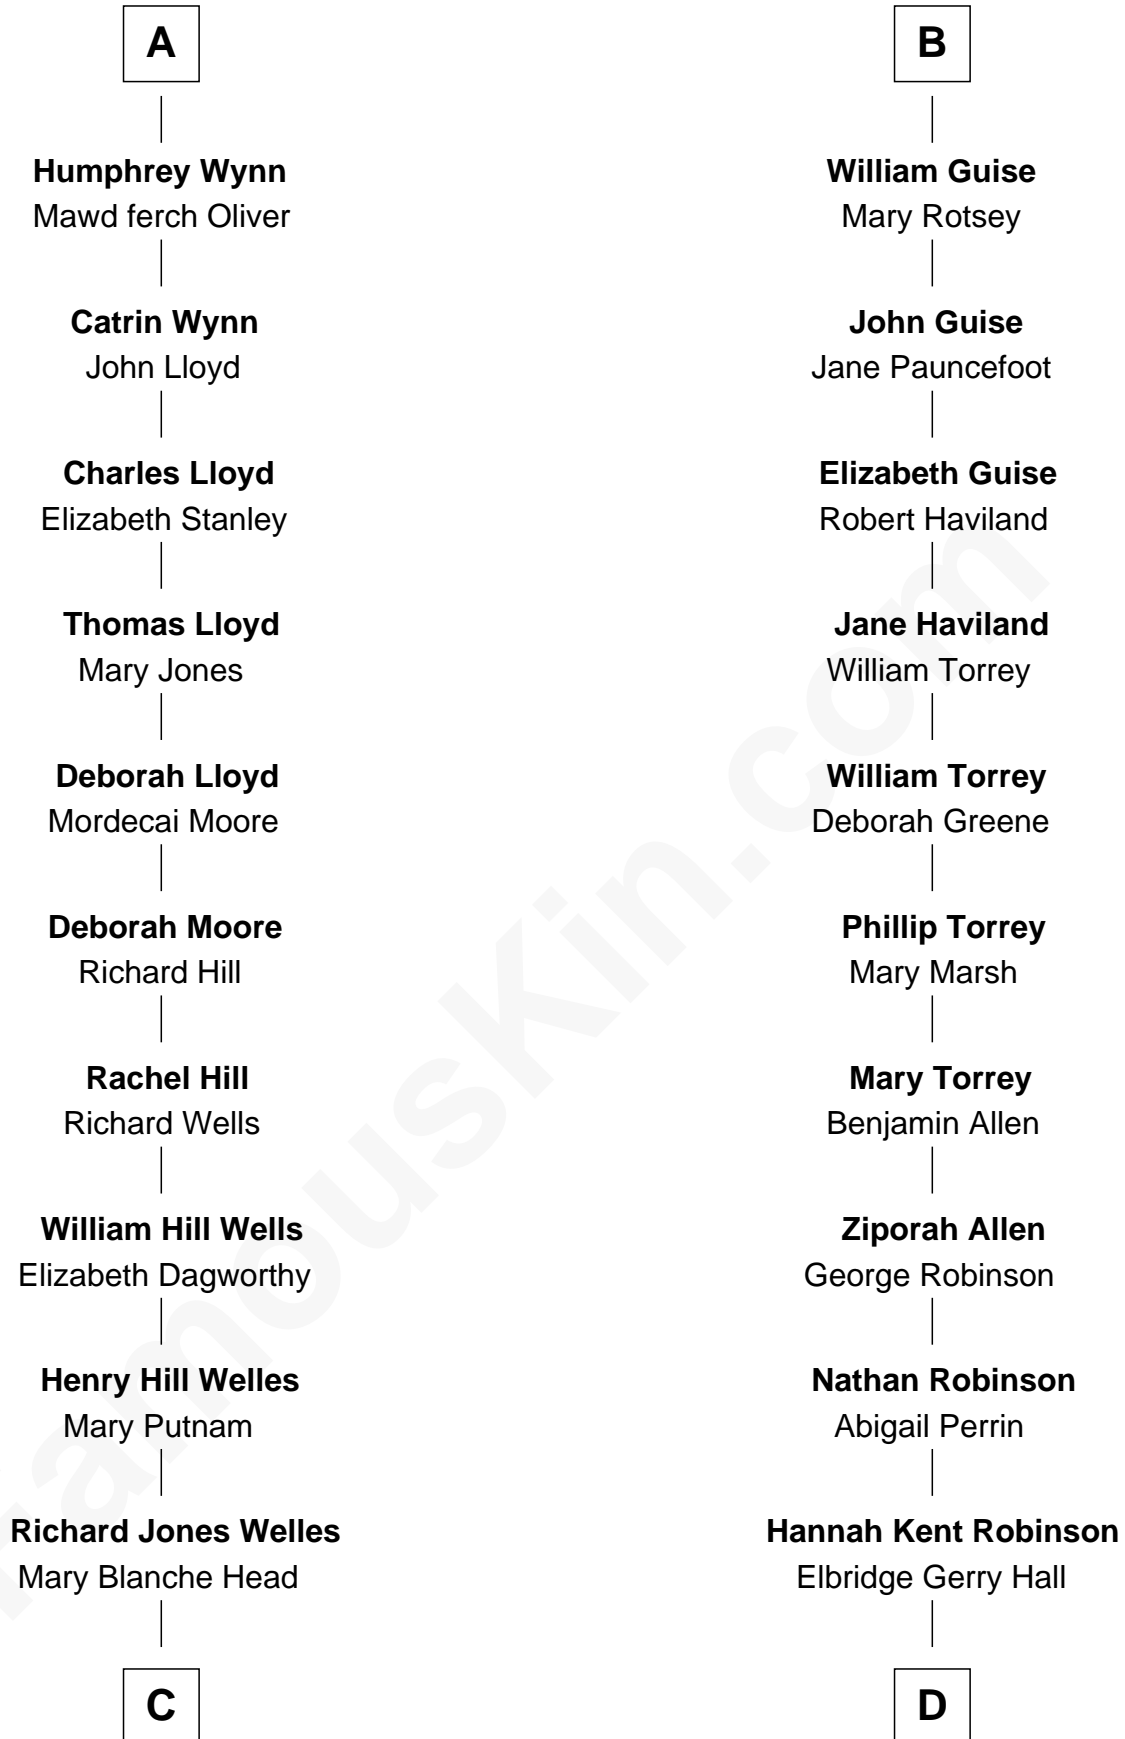 A
Humphrey Wynn
Mawd ferch Oliver
Catrin Wynn
John Lloyd
Charles Lloyd
Elizabeth Stanley
Thomas Lloyd
Mary Jones
Deborah Lloyd
Mordecai Moore
Deborah Moore
Richard Hill
Rachel Hill
Richard Wells
William Hill Wells
Elizabeth Dagworthy
Henry Hill Welles
Mary Putnam
Richard Jones Welles
Mary Blanche Head
C
B
William Guise
Mary Rotsey
John Guise
Jane Pauncefoot
Elizabeth Guise
Robert Haviland
Jane Haviland
William Torrey
William Torrey
Deborah Greene
Phillip Torrey
Mary Marsh
Mary Torrey
Benjamin Allen
Ziporah Allen
George Robinson
Nathan Robinson
Abigail Perrin
Hannah Kent Robinson
Elbridge Gerry Hall
D
FamousKin.com